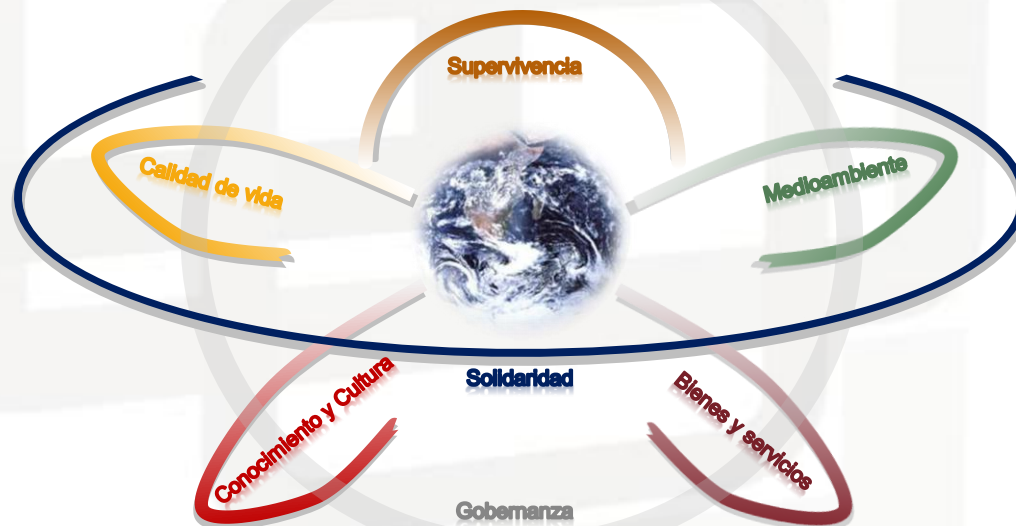 Supervivencia
Calidad de vida
Medioambiente
Solidaridad
Conocimiento y Cultura
Bienes y servicios
Gobernanza